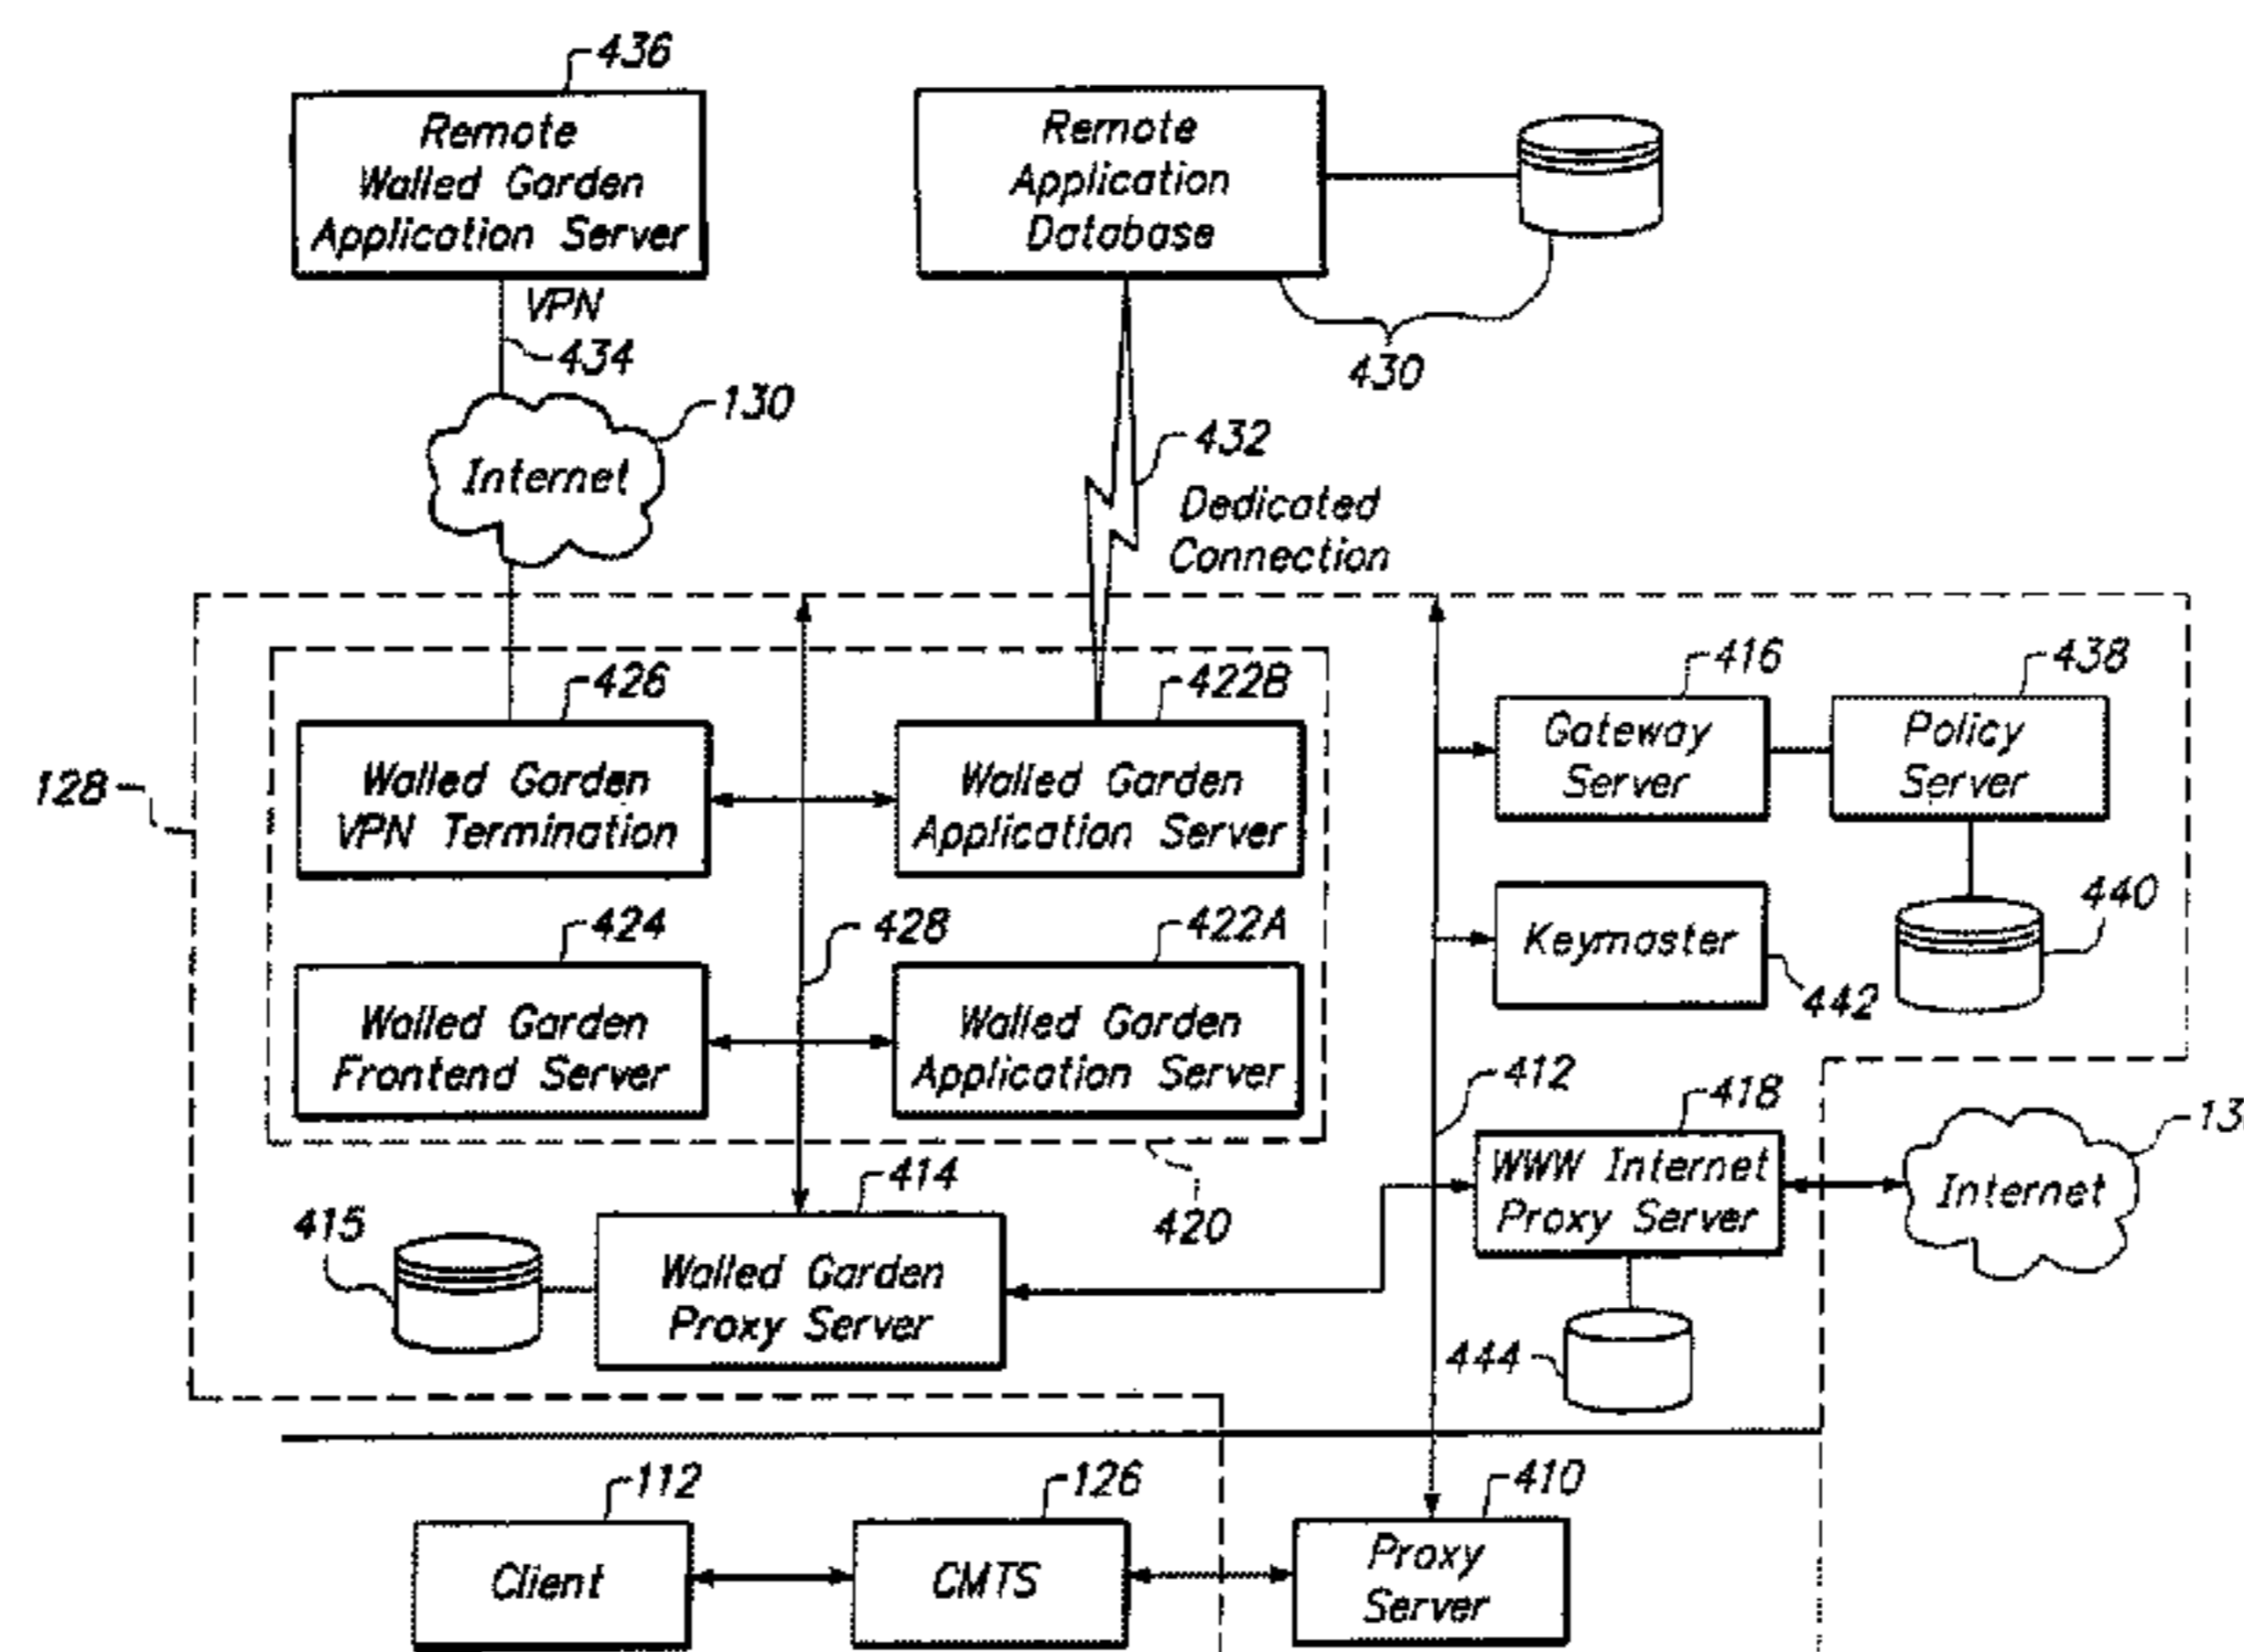 436
Remote
Walled Garden
Application Server
Remote
Application
Database
VPN
434
430
130
Internet
432
Dedicated
Connection
128
426
Walled Garden
VPN Termination
422B
Walled Garden
Application Server
416
Gateway
Server
438
Policy
Server
424
Walled Garden
Frontend Server
428
422A
Walled Garden
Application Server
Keymaster
442
440
412
418
WWW Internet
Proxy Server
Internet
415
414
Walled Garden
Proxy Server
420
444
112
Client
126
CMTS
410
Proxy
Server